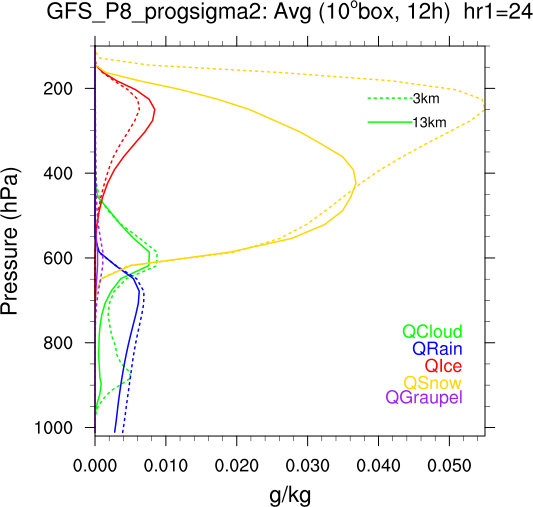 GFS_P8_progsigma2: Avg (10°box, 12h) hr1=24
200
400
600
800
1000
Pressure (hPa)
3km
13km
QCloud
QRain
QIce
QSnow
QGraupel
0.000 0.010 0.020 0.030 0.040 0.050
g/kg